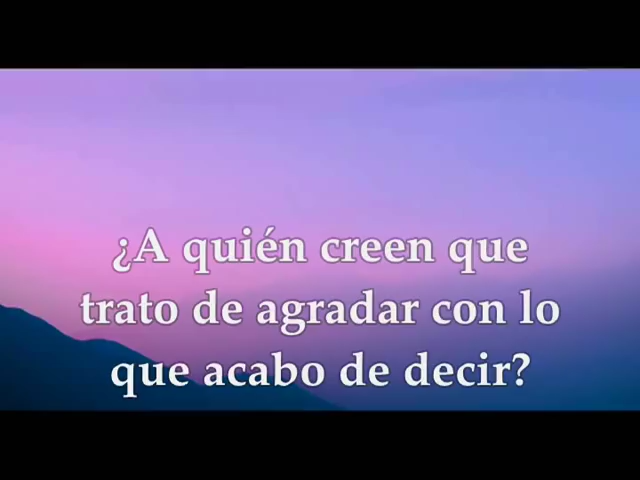 ¿A quién creen que
trato de agradar con lo
que acabo de decir?